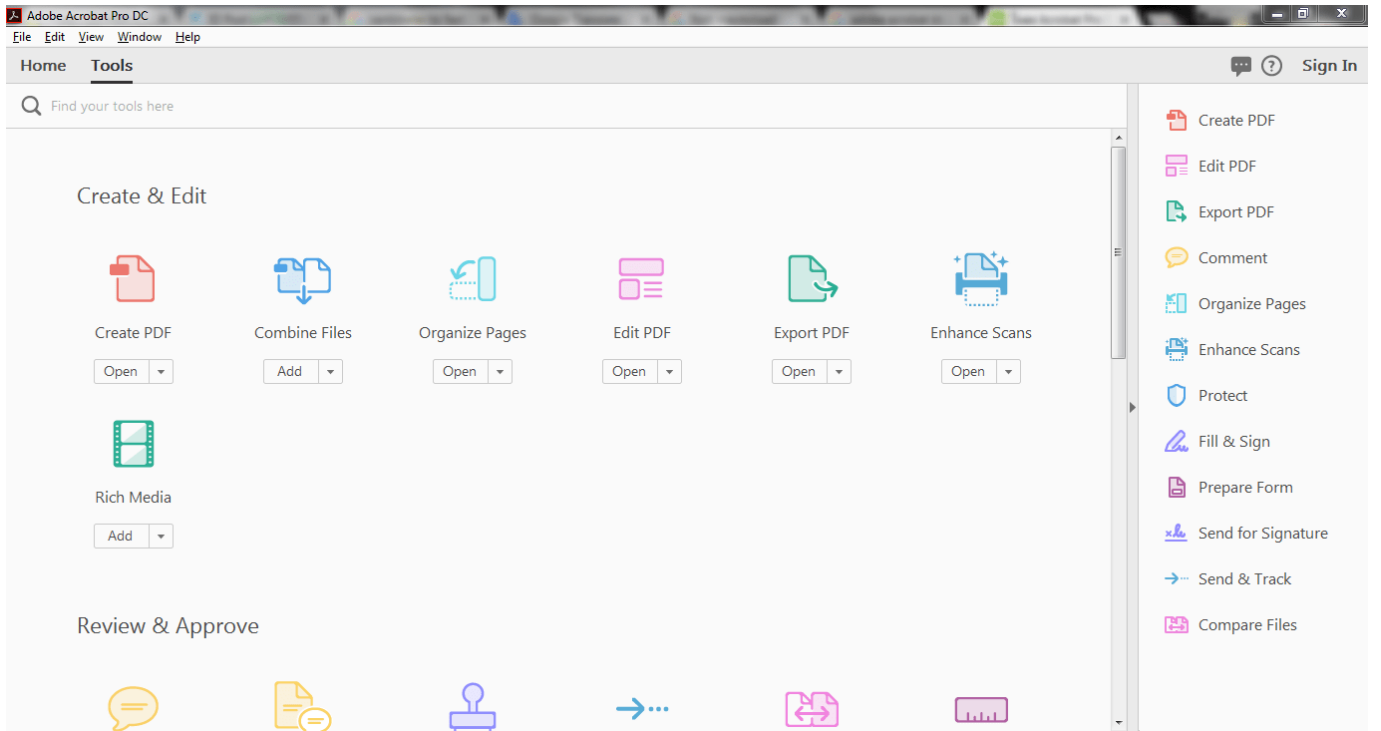 Adobe Acrobat Pro DC
File Edit View Window Help
Home Tools Sign In
Find your tools here
Create & Edit
Create PDF Combine Files Organize Pages Edit PDF Export PDF Enhance Scans
Open Add Open Open Open Open
Rich Media
Add
Review & Approve
Create PDF
Edit PDF
Export PDF
Comment
Organize Pages
Enhance Scans
Protect
Fill & Sign
Prepare Form
Send for Signature
Send & Track
Compare Files